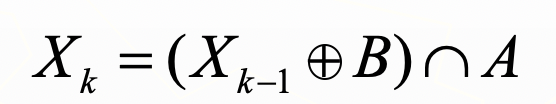 X_k = (X_{k-1} ⊕ B) ∩ A